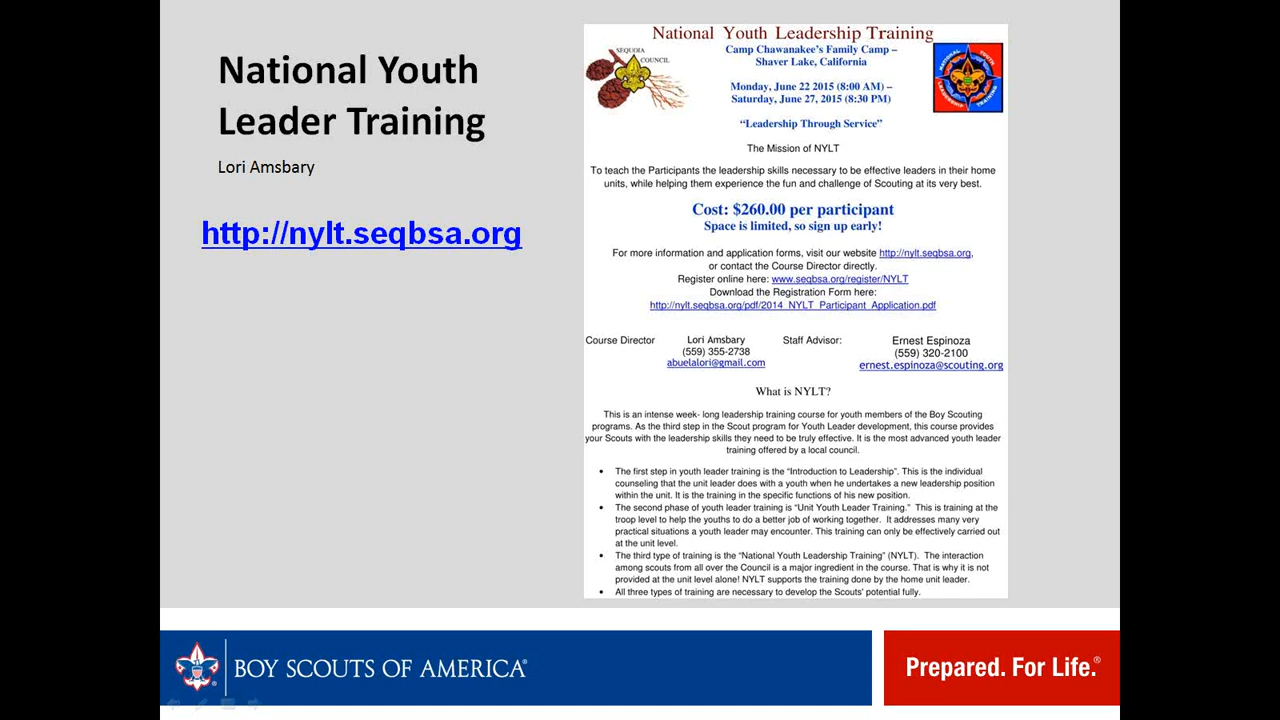 National Youth
Leader Training
Lori Amsbary
http://nylt.seqbsa.org
National Youth Leadership Training
SEQUOIA
COUNCIL
Camp Chawanakee's Family Camp –
Shaver Lake, California
Monday, June 22 2015 (8:00 AM) –
Saturday, June 27, 2015 (8:30 PM)
"Leadership Through Service"
NATIONAL YOUTH
LEADERSHIP TRAINING
The Mission of NYLT
To teach the Participants the leadership skills necessary to be effective leaders in their home
units, while helping them experience the fun and challenge of Scouting at its very best.
Cost: $260.00 per participant
Space is limited, so sign up early!
For more information and application forms, visit our website http://nylt.seqbsa.org,
or contact the Course Director directly.
Register online here: www.seqbsa.org/register/NYLT
Download the Registration Form here:
http://nylt.seqbsa.org/pdf/2014_NYLT_Participant_Application.pdf
Course Director Lori Amsbary Staff Advisor: Ernest Espinoza
(559) 355-2738 (559) 320-2100
abuelalori@gmail.com ernest.espinoza@scouting.org
What is NYLT?
This is an intense week- long leadership training course for youth members of the Boy Scouting
programs. As the third step in the Scout program for Youth Leader development, this course provides
your Scouts with the leadership skills they need to be truly effective. It is the most advanced youth leader
training offered by a local council.
• The first step in youth leader training is the "Introduction to Leadership". This is the individual
counseling that the unit leader does with a youth when he undertakes a new leadership position
within the unit. It is the training in the specific functions of his new position.
• The second phase of youth leader training is "Unit Youth Leader Training." This is training at the
troop level to help the youths to do a better job of working together. It addresses many very
practical situations a youth leader may encounter. This training can only be effectively carried out
at the unit level.
• The third type of training is the "National Youth Leadership Training" (NYLT). The interaction
among scouts from all over the Council is a major ingredient in the course. That is why it is not
provided at the unit level alone! NYLT supports the training done by the home unit leader.
• All three types of training are necessary to develop the Scouts' potential fully.
BOY SCOUTS OF AMERICA®
Prepared. For Life.®